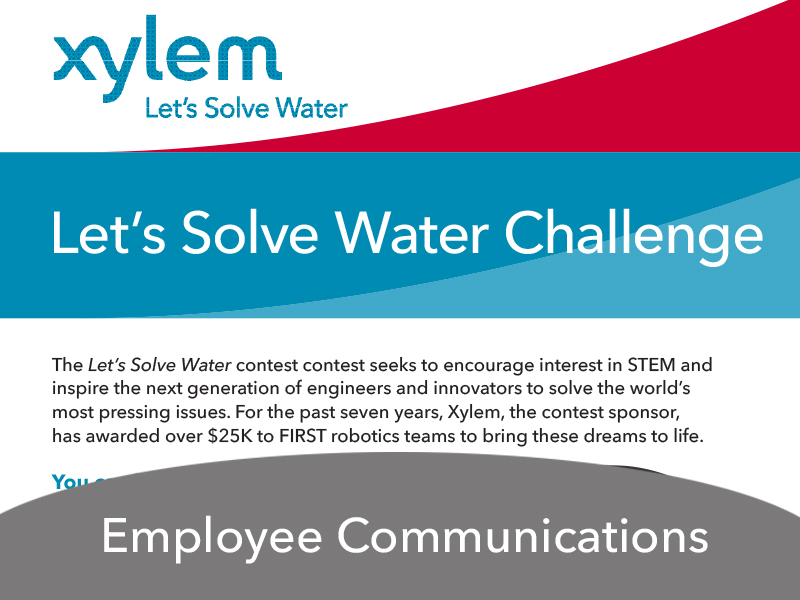 xylem
Let’s Solve Water
Let’s Solve Water Challenge
The Let’s Solve Water contest contest seeks to encourage interest in STEM and
inspire the next generation of engineers and innovators to solve the world’s
most pressing issues. For the past seven years, Xylem, the contest sponsor,
has awarded over $25K to FIRST robotics teams to bring these dreams to life.
You
Employee Communications